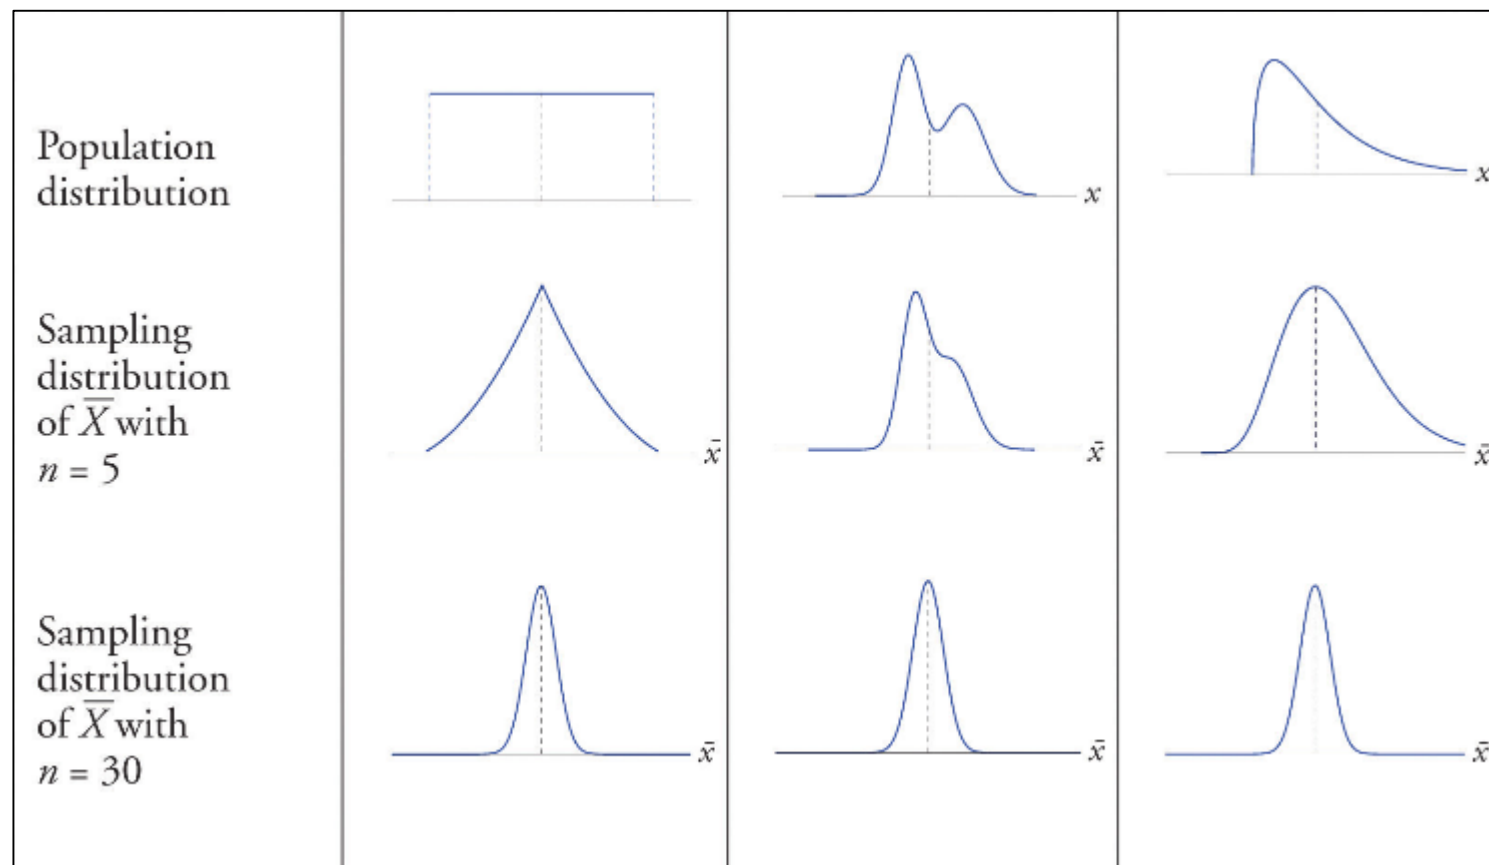 Population
distribution
x
x
Sampling
distribution
of X̅ with
n = 5
x̄
x̄
x̄
Sampling
distribution
of X̅ with
n = 30
x̄
x̄
x̄